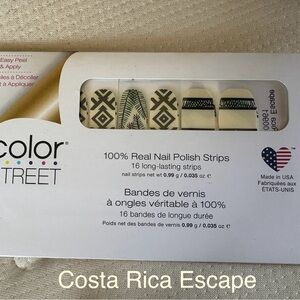 Easy Peel
& Apply
à Décoller
et à Appliquer
color
TREET
100% Real Nail Polish Strips
16 long-lasting strips
nail strips net wt 0.99 g / 0.035 oz ℮
Bandes de vernis
à ongles véritable à 100%
16 bandes de longue durée
Poids net des bandes de vernis 0.99 g / 0.035 oz ℮
Made in USA
Fabriquées aux
ÉTATS-UNIS
Costa Rica Escape